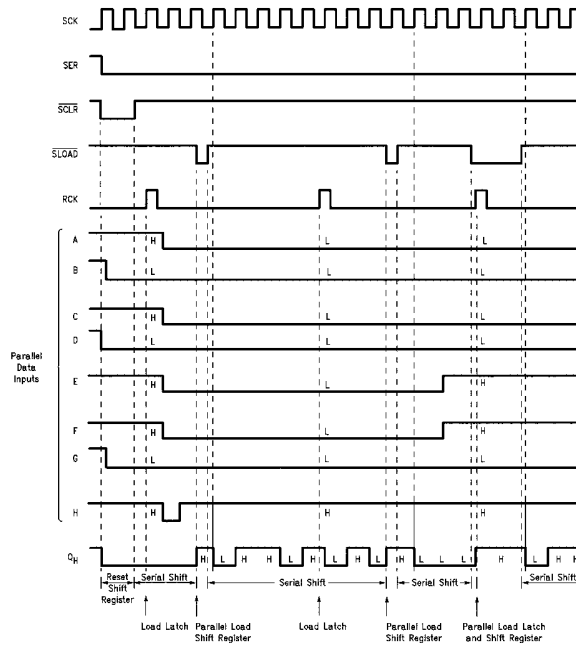 SCK
SER
SCLR
SLOAD
RCK
A H L L
B L L L
C H L L
D L L L
Parallel
Data
Inputs
E H L H
F H L H
G L L L
H H H H
QH H L H H L H L H L H L L L H H L H H
Reset
Shift
Register
Serial Shift
Serial Shift
Serial Shift
Serial Shift
Load Latch
Parallel Load
Shift Register
Load Latch
Parallel Load
Shift Register
Parallel Load Latch
and Shift Register